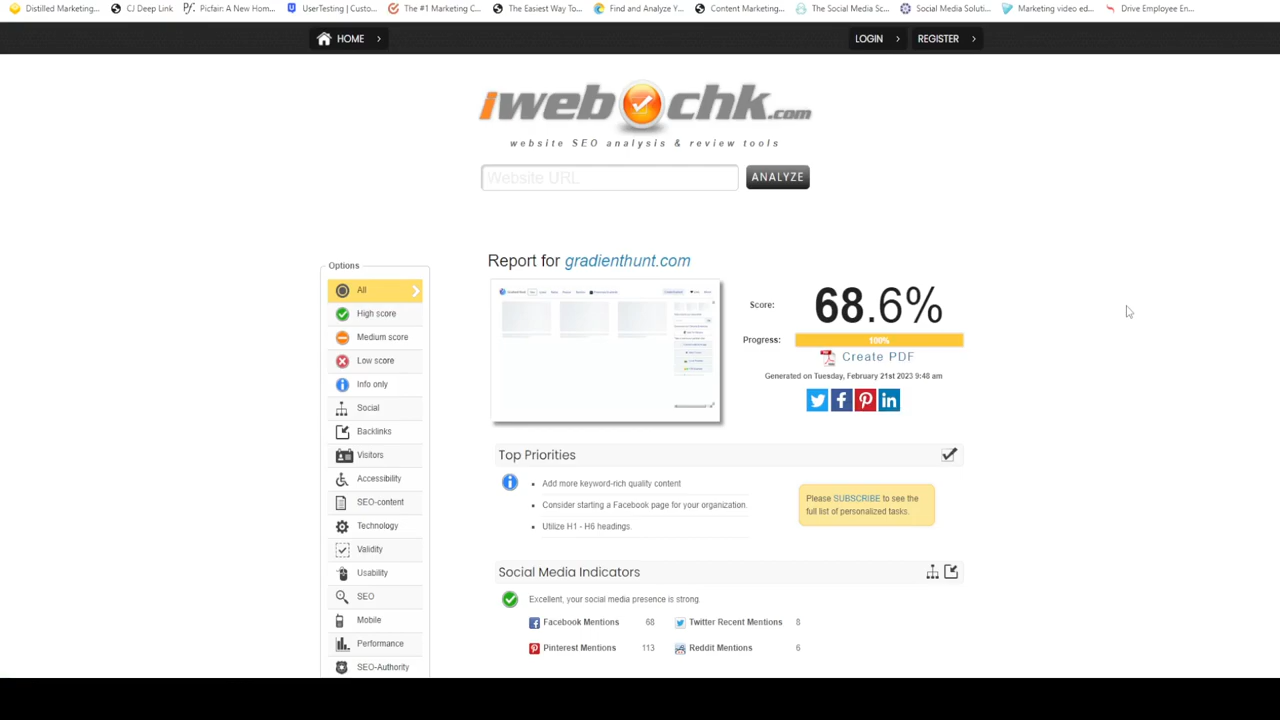 Distilled Marketing... CJ Deep Link Picfair: A New Hom... UserTesting | Custo... The #1 Marketing C... The Easiest Way To... Find and Analyze Y... Content Marketing... The Social Media Sc... Social Media Soluti... Marketing video ed... Drive Employee En...
HOME LOGIN REGISTER
iwebchk.com
website SEO analysis & review tools
Website URL ANALYZE
Report for gradienthunt.com
Options
All
High score
Medium score
Low score
Info only
Social
Backlinks
Visitors
Accessibility
SEO-content
Technology
Validity
Usability
SEO
Mobile
Performance
SEO-Authority
Score: 68.6%
Progress: 100%
Create PDF
Generated on Tuesday, February 21st 2023 9:48 am
Top Priorities
Add more keyword-rich quality content
Consider starting a Facebook page for your organization.
Utilize H1 - H6 headings.
Please SUBSCRIBE to see the
full list of personalized tasks.
Social Media Indicators
Excellent, your social media presence is strong.
Facebook Mentions 68 Twitter Recent Mentions 8
Pinterest Mentions 113 Reddit Mentions 6